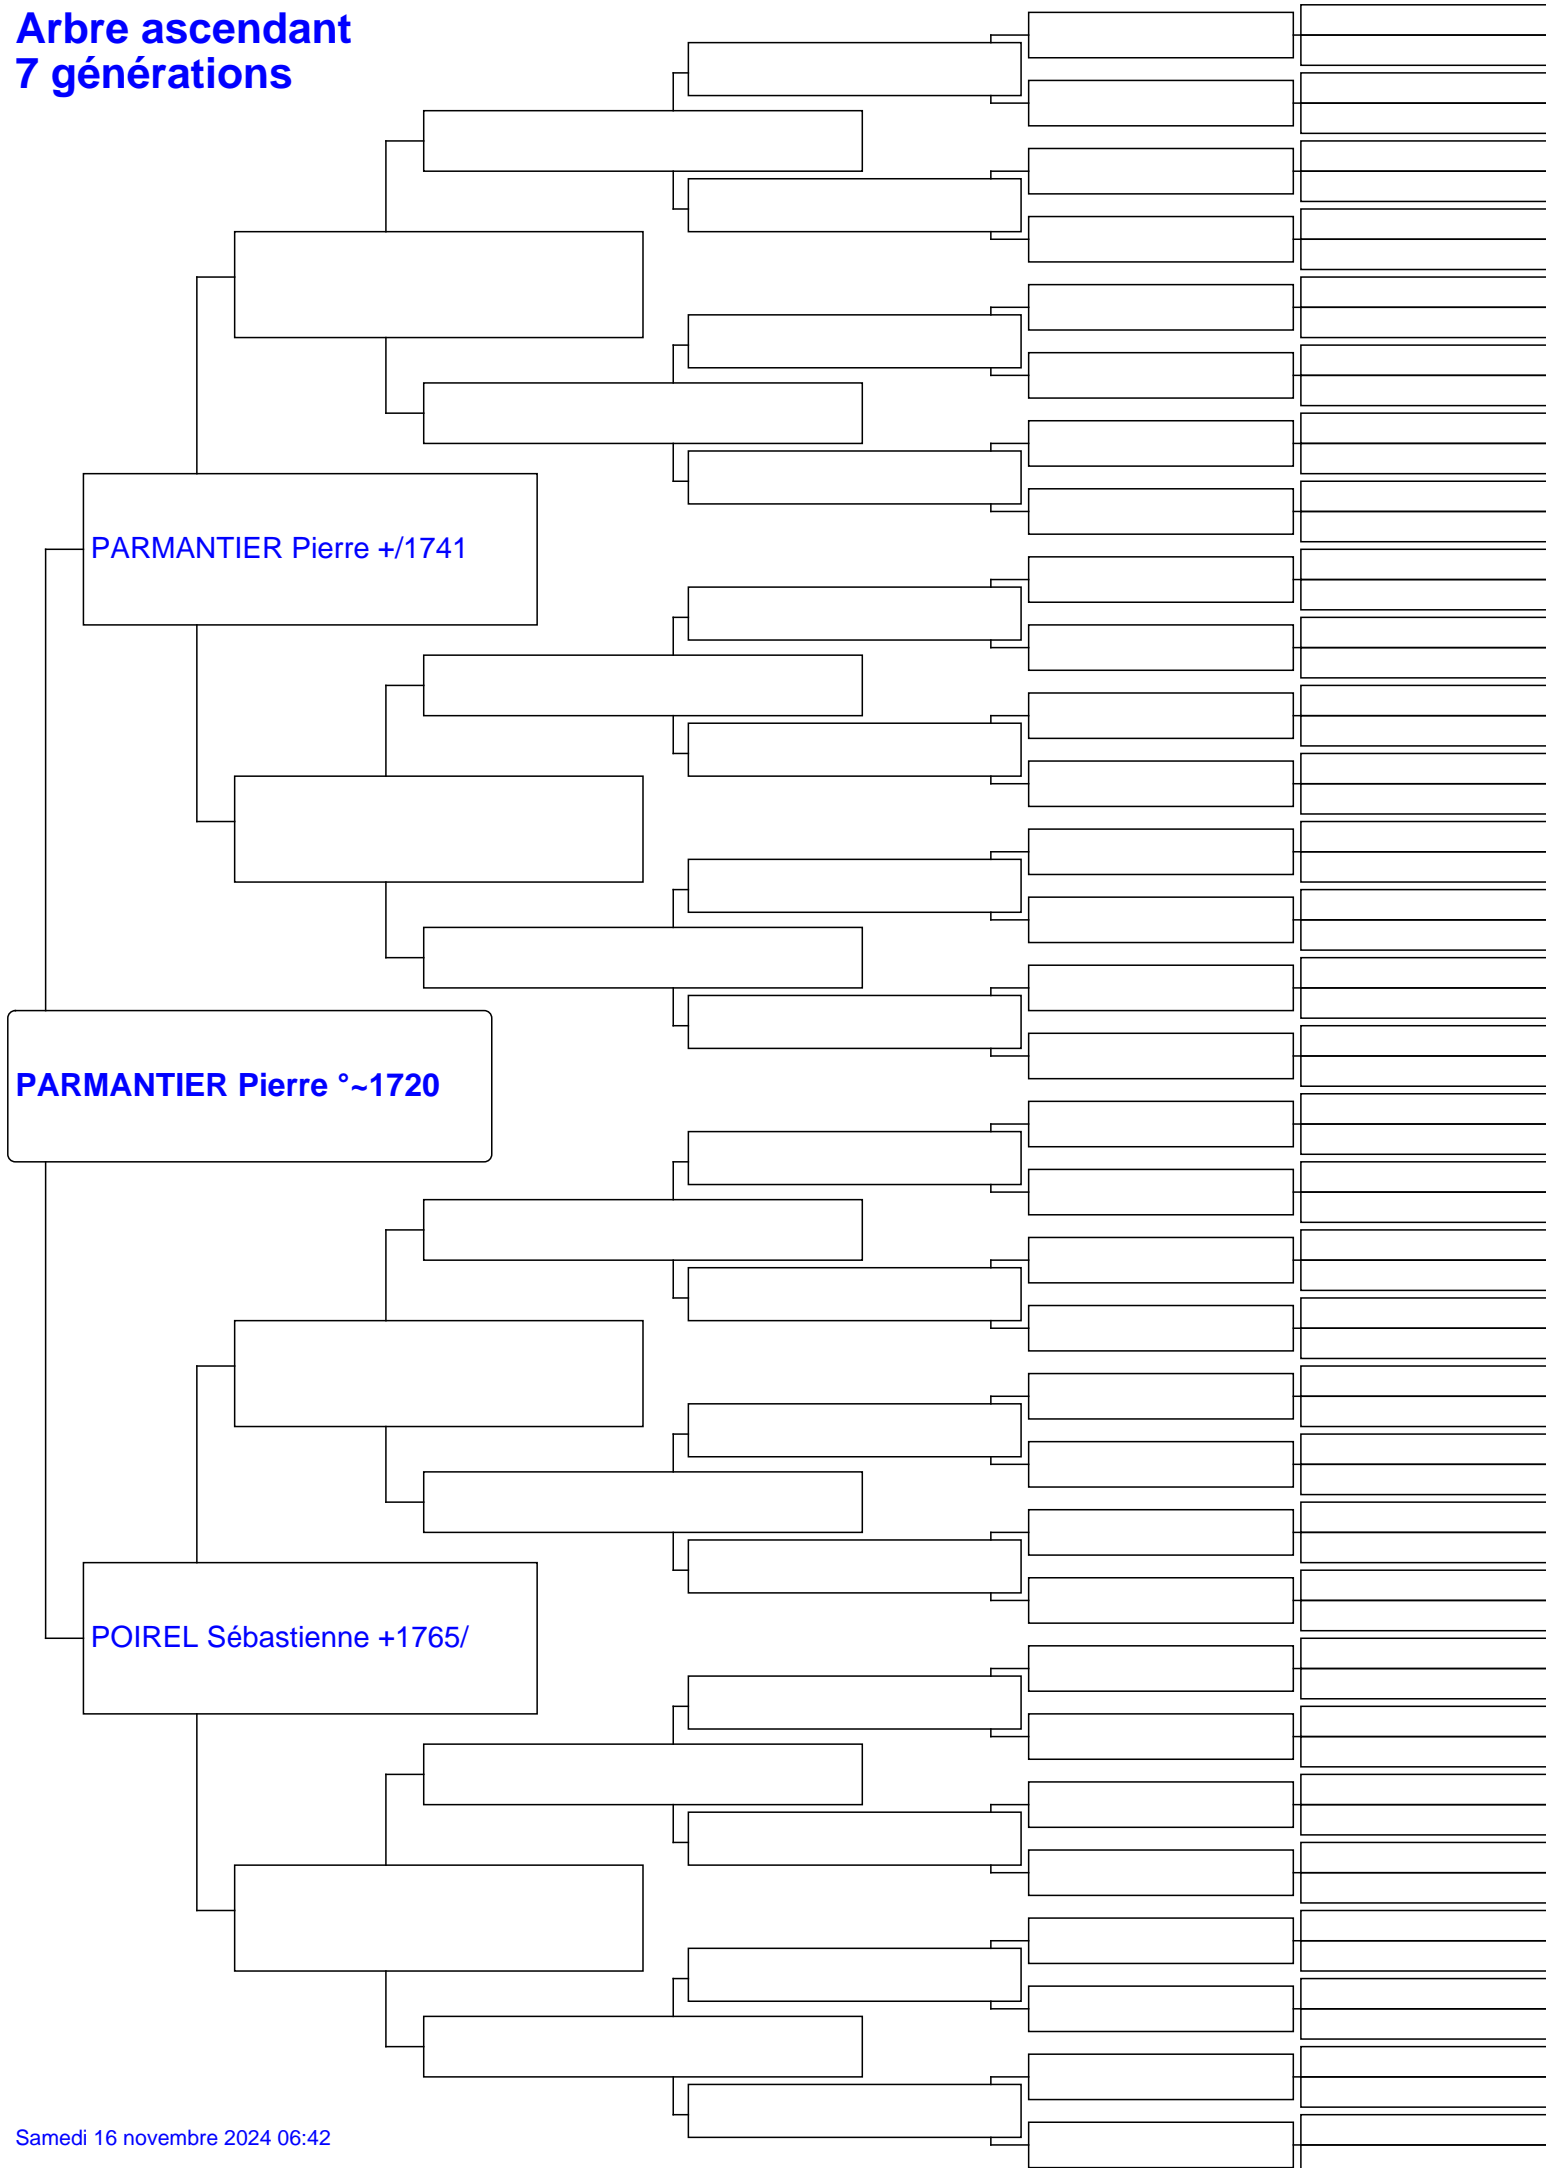 Arbre ascendant
7 générations
PARMANTIER Pierre +/1741
PARMANTIER Pierre °~1720
POIREL Sébastienne +1765/
Samedi 16 novembre 2024 06:42